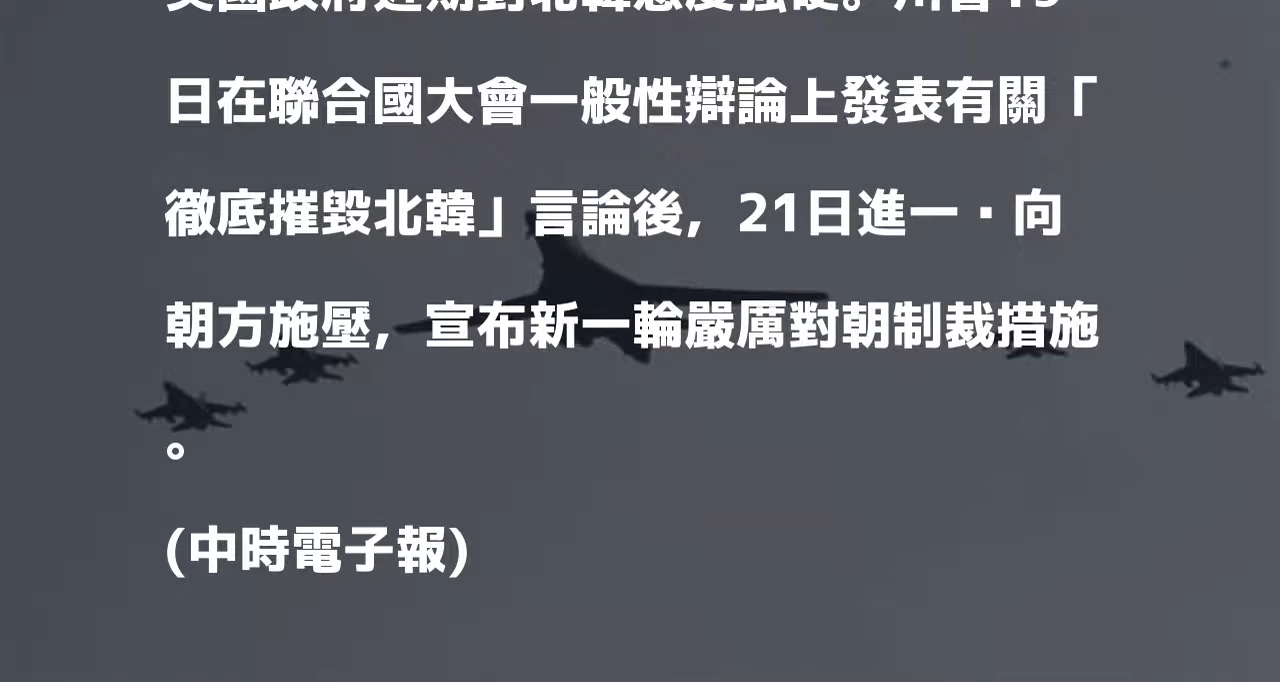 日在聯合國大會一般性辯論上發表有關「
徹底摧毀北韓」言論後，21日進一·向
朝方施壓，宣布新一輪嚴厲對朝制裁措施
。
(中時電子報)